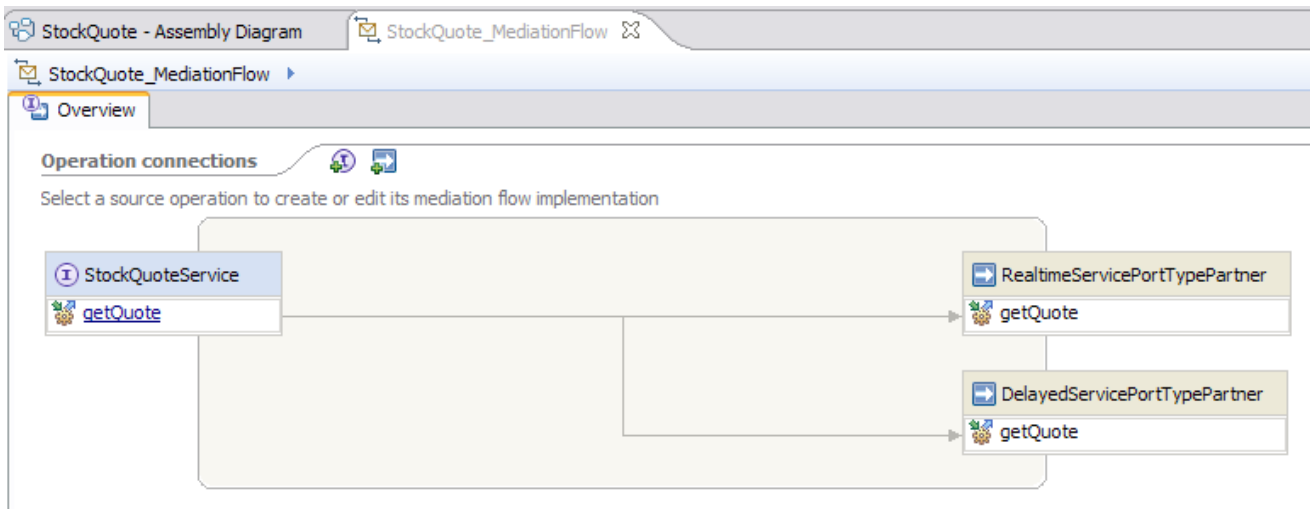 StockQuote - Assembly Diagram
StockQuote_MediationFlow
StockQuote_MediationFlow
Overview
Operation connections
Select a source operation to create or edit its mediation flow implementation
StockQuoteService
getQuote
RealtimeServicePortTypePartner
getQuote
DelayedServicePortTypePartner
getQuote